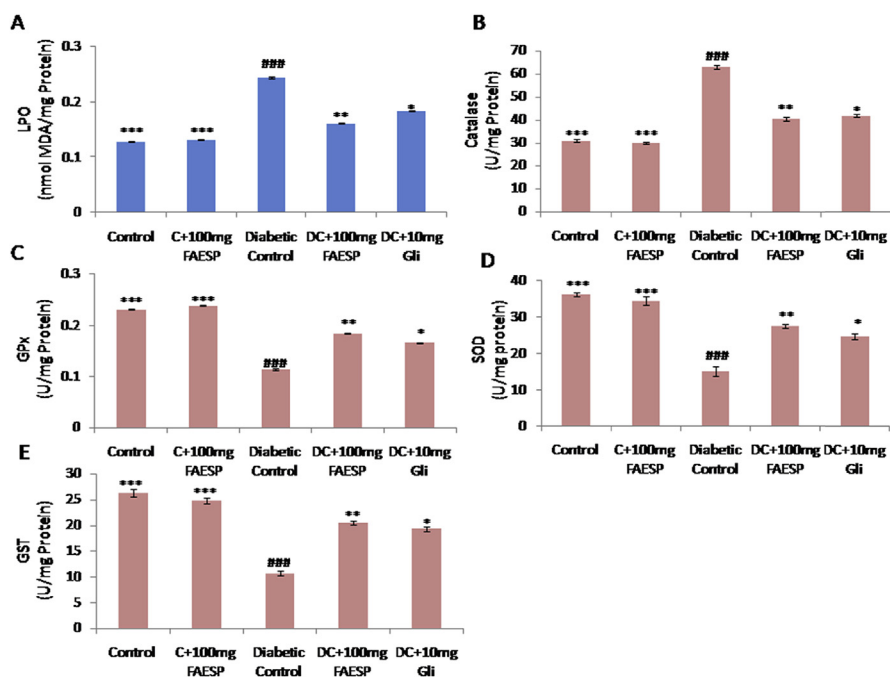 A
LPO
(nmol MDA/mg Protein)
0.3
0.2
0.1
0
***
***
###
**
*
Control
C+100mg
FAESP
Diabetic
Control
DC+100mg
FAESP
DC+10mg
Gli
B
Catalase
(U/mg Protein)
70
60
50
40
30
20
10
0
***
***
###
**
*
Control
C+100mg
FAESP
Diabetic
Control
DC+100mg
FAESP
DC+10mg
Gli
C
GPx
(U/mg Protein)
0.3
0.2
0.1
0
***
***
###
**
*
Control
C+100mg
FAESP
Diabetic
Control
DC+100mg
FAESP
DC+10mg
Gli
D
SOD
(U/mg protein)
40
30
20
10
0
***
***
###
**
*
Control
C+100mg
FAESP
Diabetic
Control
DC+100mg
FAESP
DC+10mg
Gli
E
GST
(U/mg Protein)
30
25
20
15
10
5
0
***
***
###
**
*
Control
C+100mg
FAESP
Diabetic
Control
DC+100mg
FAESP
DC+10mg
Gli